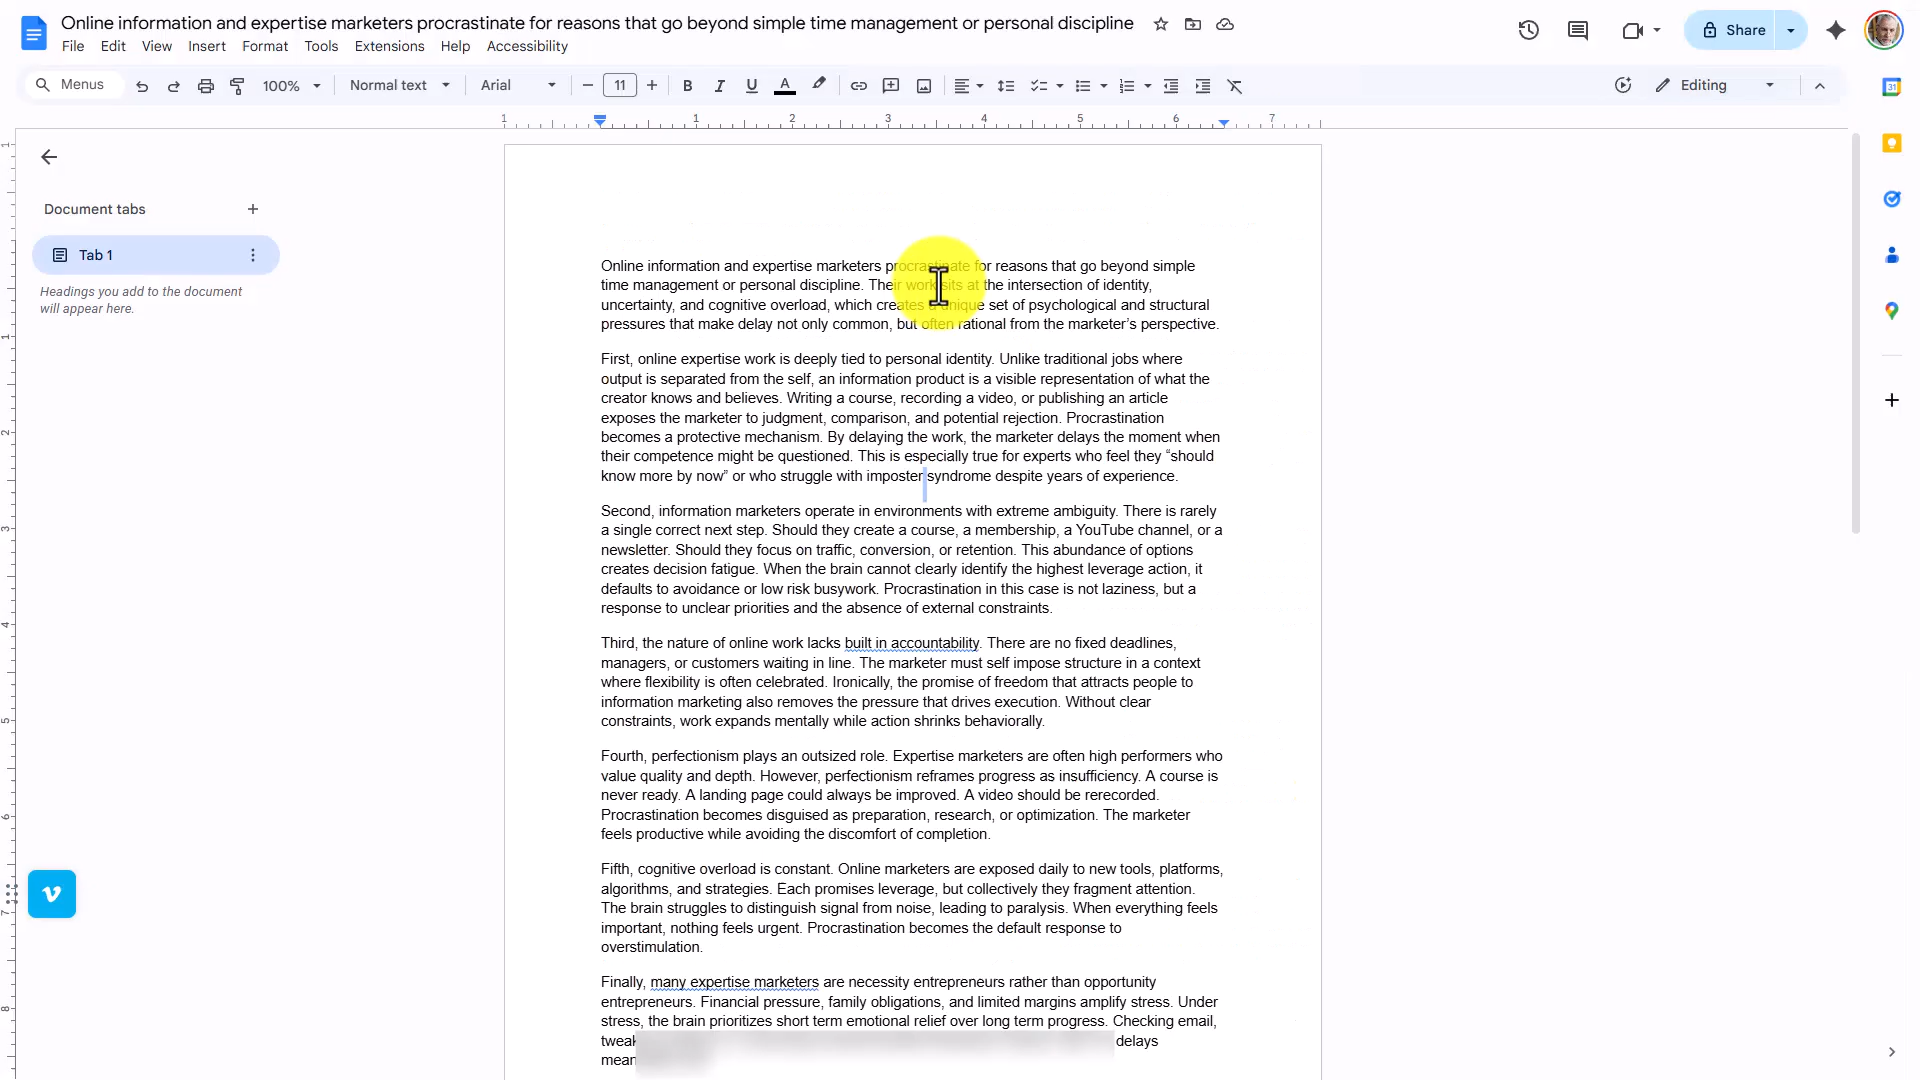 Online information and expertise marketers procrastinate for reasons that go beyond simple time management or personal discipline
File Edit View Insert Format Tools Extensions Help Accessibility
Share
Menus 100% Normal text Arial 11 B I U A Editing
31
1 1 2 3 4 5 6 7
Document tabs
Tab 1
Headings you add to the document
will appear here.
1
1
2
3
4
5
6
7
8
Online information and expertise marketers procrastinate for reasons that go beyond simple
time management or personal discipline. Their work sits at the intersection of identity,
uncertainty, and cognitive overload, which creates a unique set of psychological and structural
pressures that make delay not only common, but often rational from the marketer’s perspective.
First, online expertise work is deeply tied to personal identity. Unlike traditional jobs where
output is separated from the self, an information product is a visible representation of what the
creator knows and believes. Writing a course, recording a video, or publishing an article
exposes the marketer to judgment, comparison, and potential rejection. Procrastination
becomes a protective mechanism. By delaying the work, the marketer delays the moment when
their competence might be questioned. This is especially true for experts who feel they “should
know more by now” or who struggle with imposter syndrome despite years of experience.
Second, information marketers operate in environments with extreme ambiguity. There is rarely
a single correct next step. Should they create a course, a membership, a YouTube channel, or a
newsletter. Should they focus on traffic, conversion, or retention. This abundance of options
creates decision fatigue. When the brain cannot clearly identify the highest leverage action, it
defaults to avoidance or low risk busywork. Procrastination in this case is not laziness, but a
response to unclear priorities and the absence of external constraints.
Third, the nature of online work lacks built in accountability. There are no fixed deadlines,
managers, or customers waiting in line. The marketer must self impose structure in a context
where flexibility is often celebrated. Ironically, the promise of freedom that attracts people to
information marketing also removes the pressure that drives execution. Without clear
constraints, work expands mentally while action shrinks behaviorally.
Fourth, perfectionism plays an outsized role. Expertise marketers are often high performers who
value quality and depth. However, perfectionism reframes progress as insufficiency. A course is
never ready. A landing page could always be improved. A video should be rerecorded.
Procrastination becomes disguised as preparation, research, or optimization. The marketer
feels productive while avoiding the discomfort of completion.
Fifth, cognitive overload is constant. Online marketers are exposed daily to new tools, platforms,
algorithms, and strategies. Each promises leverage, but collectively they fragment attention.
The brain struggles to distinguish signal from noise, leading to paralysis. When everything feels
important, nothing feels urgent. Procrastination becomes the default response to
overstimulation.
Finally, many expertise marketers are necessity entrepreneurs rather than opportunity
entrepreneurs. Financial pressure, family obligations, and limited margins amplify stress. Under
stress, the brain prioritizes short term emotional relief over long term progress. Checking email,
tweak delays
mean